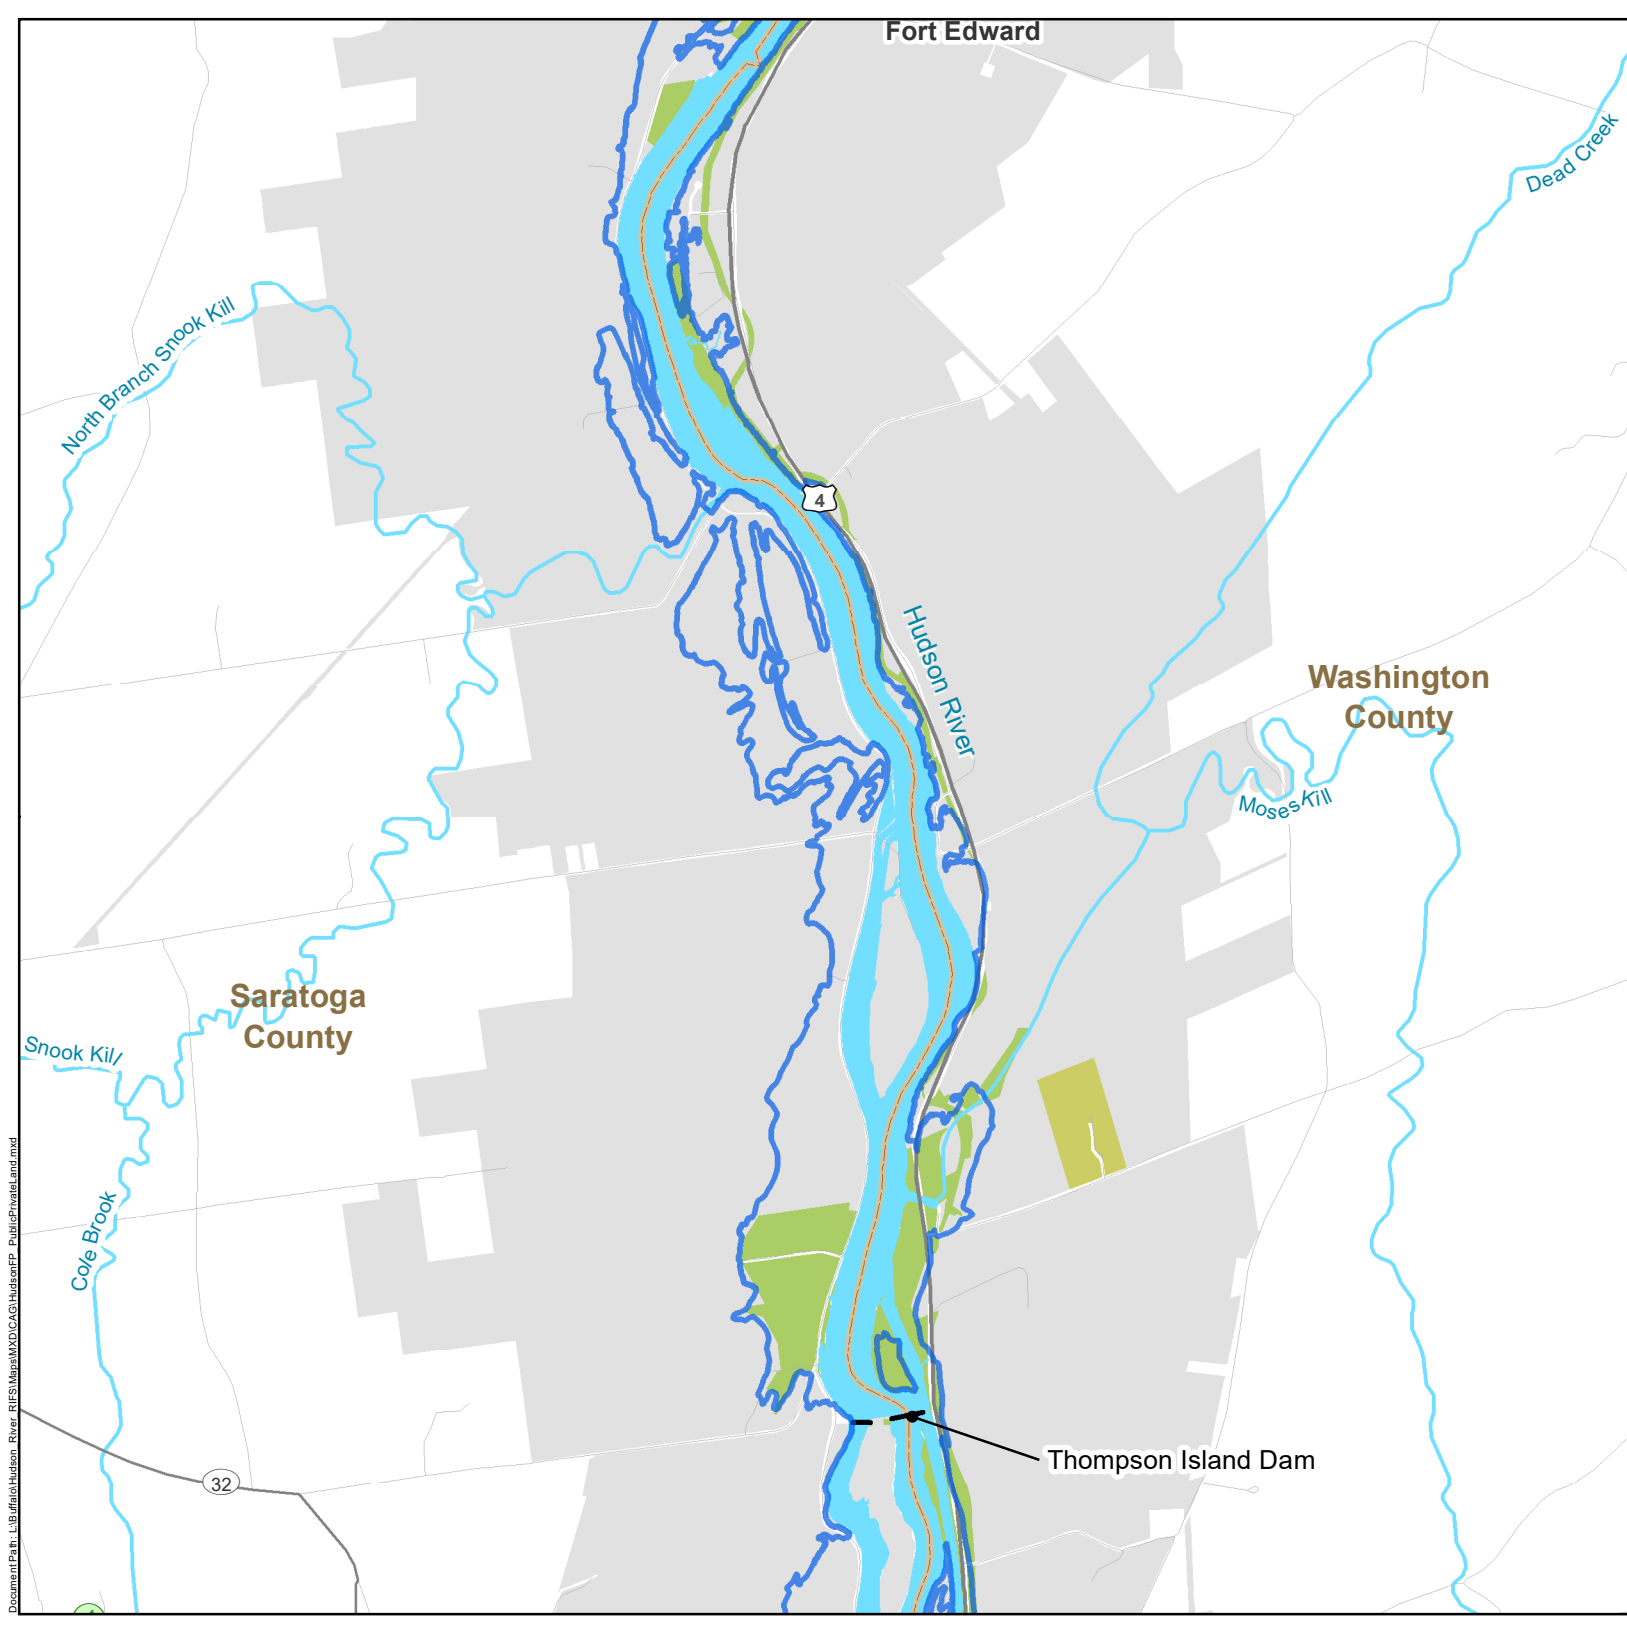 Fort Edward
Dead Creek
North Branch Snook Kill
4
Hudson River
Washington
County
Moses Kill
Saratoga
County
Snook Kill
Cole Brook
Thompson Island Dam
32
Document Path: L:\Buffalo\Hudson_River_RIFS\Maps\MXD\CAG\HudsonFP_PublicPrivateLand.mxd